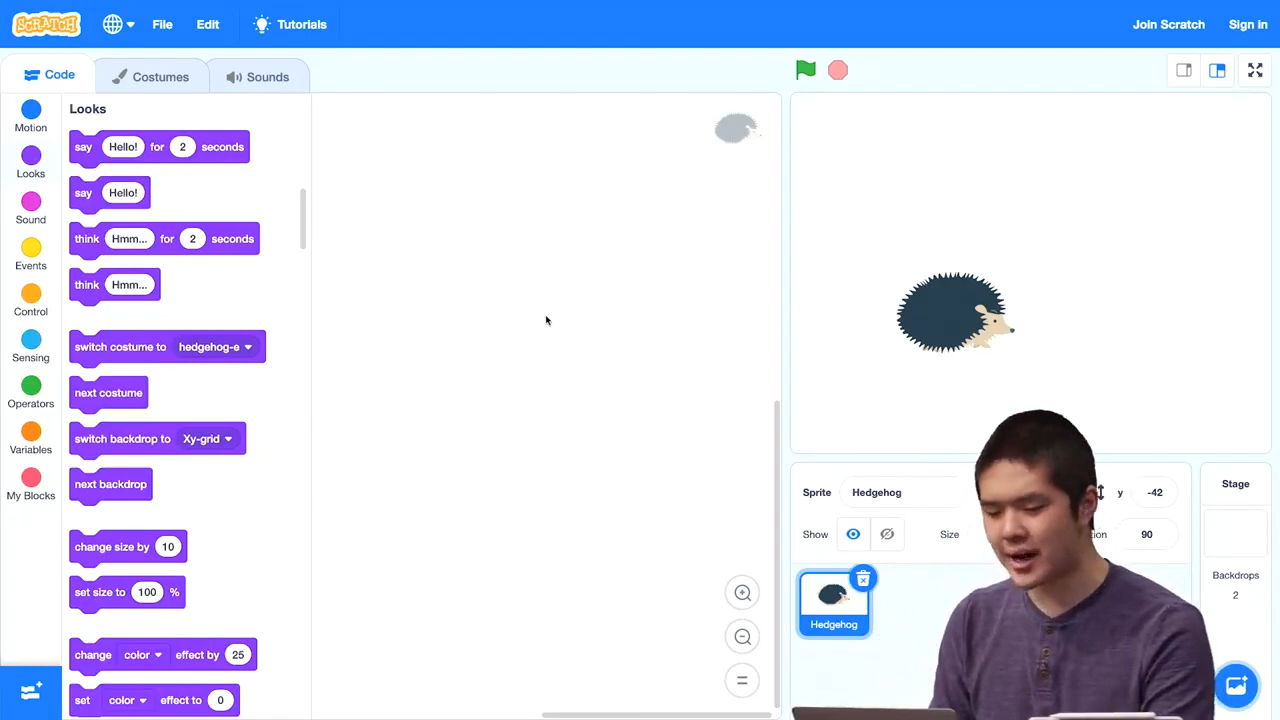 SCRATCH
File
Edit
Tutorials
Join Scratch
Sign in
Code
Costumes
Sounds
Motion
Looks
Sound
Events
Control
Sensing
Operators
Variables
My Blocks
Looks
say Hello! for 2 seconds
say Hello!
think Hmm... for 2 seconds
think Hmm...
switch costume to hedgehog-e
next costume
switch backdrop to Xy-grid
next backdrop
change size by 10
set size to 100 %
change color effect by 25
set color effect to 0
=
Sprite Hedgehog y -42
Show Size 90
Hedgehog
Stage
Backdrops
2